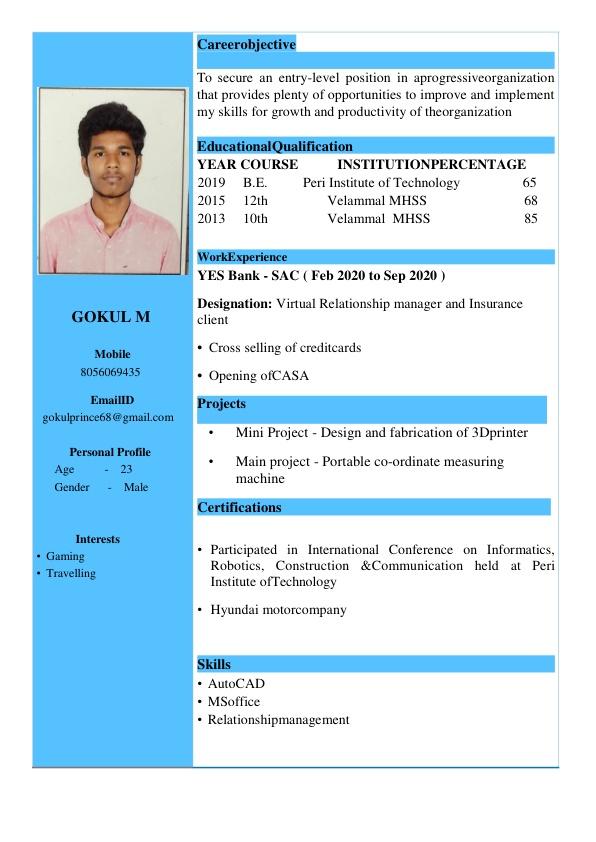 GOKUL M
Mobile
8056069435
EmailID
gokulprince68@gmail.com
Personal Profile
Age - 23
Gender - Male
Interests
• Gaming
• Travelling
Careerobjective
To secure an entry-level position in aprogressiveorganization
that provides plenty of opportunities to improve and implement
my skills for growth and productivity of theorganization
EducationalQualification
YEAR COURSE INSTITUTIONPERCENTAGE
2019 B.E. Peri Institute of Technology 65
2015 12th Velammal MHSS 68
2013 10th Velammal MHSS 85
WorkExperience
YES Bank - SAC ( Feb 2020 to Sep 2020 )
Designation: Virtual Relationship manager and Insurance
client
• Cross selling of creditcards
• Opening ofCASA
Projects
• Mini Project - Design and fabrication of 3Dprinter
• Main project - Portable co-ordinate measuring
machine
Certifications
• Participated in International Conference on Informatics,
Robotics, Construction &Communication held at Peri
Institute ofTechnology
• Hyundai motorcompany
Skills
• AutoCAD
• MSoffice
• Relationshipmanagement